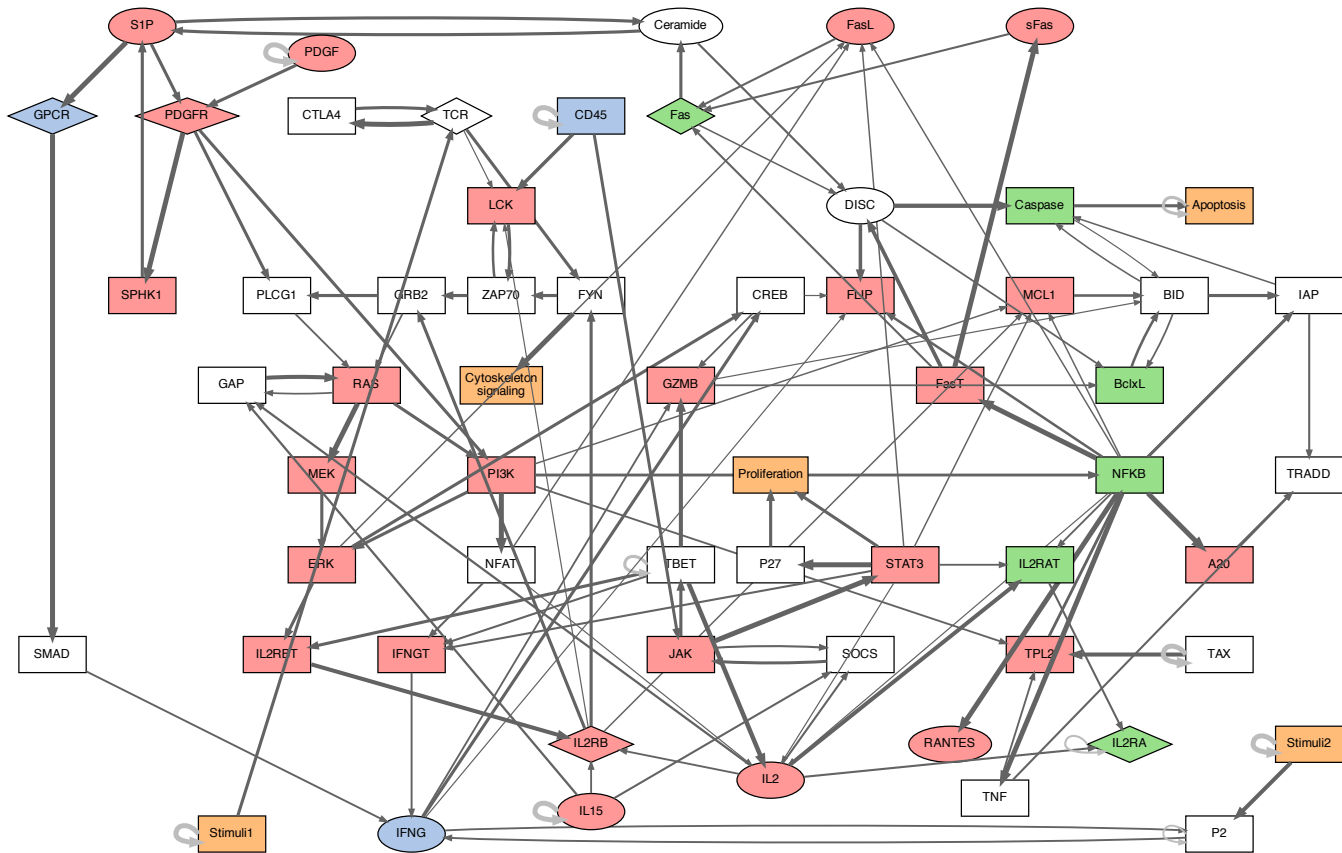 S1P
Ceramide
FasL
sFas
PDGF
GPCR
PDGFR
CTLA4
TCR
CD45
Fas
LCK
DISC
Caspase
Apoptosis
SPHK1
PLCG1
GRB2
ZAP70
FYN
CREB
FLIP
MCL1
BID
IAP
GAP
RAS
Cytoskeleton
signaling
GZMB
FasT
BclxL
MEK
PI3K
Proliferation
NFKB
TRADD
ERK
NFAT
TBET
P27
STAT3
IL2RAT
A20
SMAD
IL2RBT
IFNGT
JAK
SOCS
TPL2
TAX
IL2RB
RANTES
IL2RA
Stimuli2
IL2
TNF
IL15
Stimuli1
IFNG
P2